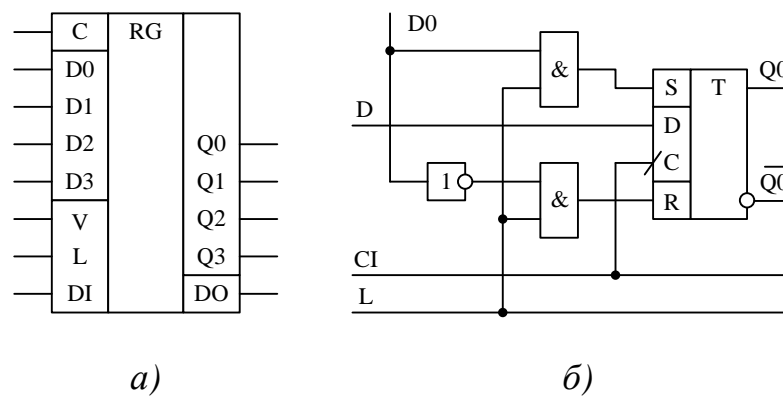 C RG
D0
D1
D2
D3
V
L
DI
Q0
Q1
Q2
Q3
DO
D0
&
D
1
&
S T
D
C
R
Q0
Q0
CI
L
а)
б)